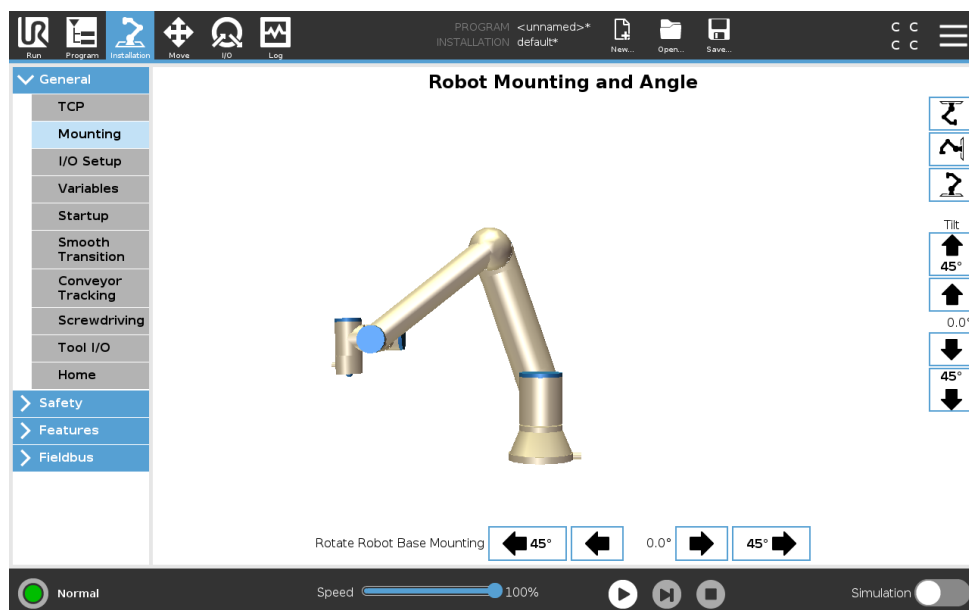 UR
Run
Program
Installation
Move
I/O
Log
PROGRAM <unnamed>*
INSTALLATION default*
New...
Open...
Save...
C C
C C
General
TCP
Mounting
I/O Setup
Variables
Startup
Smooth
Transition
Conveyor
Tracking
Screwdriving
Tool I/O
Home
Safety
Features
Fieldbus
Robot Mounting and Angle
Tilt
45°
0.0°
45°
Rotate Robot Base Mounting 45° 0.0° 45°
Normal
Speed 100%
Simulation